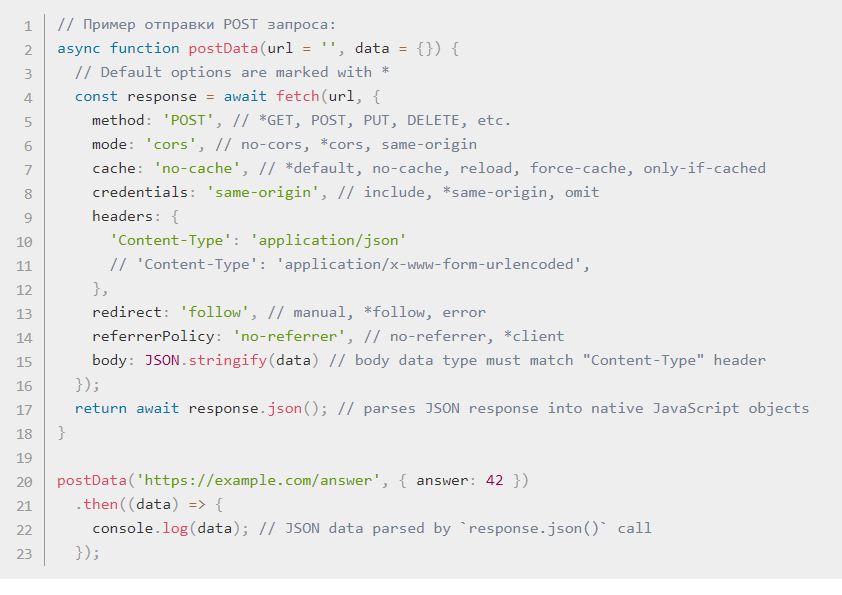 1 // Пример отправки POST запроса:
2 async function postData(url = '', data = {}) {
3   // Default options are marked with *
4   const response = await fetch(url, {
5     method: 'POST', // *GET, POST, PUT, DELETE, etc.
6     mode: 'cors', // no-cors, *cors, same-origin
7     cache: 'no-cache', // *default, no-cache, reload, force-cache, only-if-cached
8     credentials: 'same-origin', // include, *same-origin, omit
9     headers: {
10       'Content-Type': 'application/json'
11       // 'Content-Type': 'application/x-www-form-urlencoded',
12     },
13     redirect: 'follow', // manual, *follow, error
14     referrerPolicy: 'no-referrer', // no-referrer, *client
15     body: JSON.stringify(data) // body data type must match "Content-Type" header
16   });
17   return await response.json(); // parses JSON response into native JavaScript objects
18 }
19
20 postData('https://example.com/answer', { answer: 42 })
21   .then((data) => {
22     console.log(data); // JSON data parsed by `response.json()` call
23   });